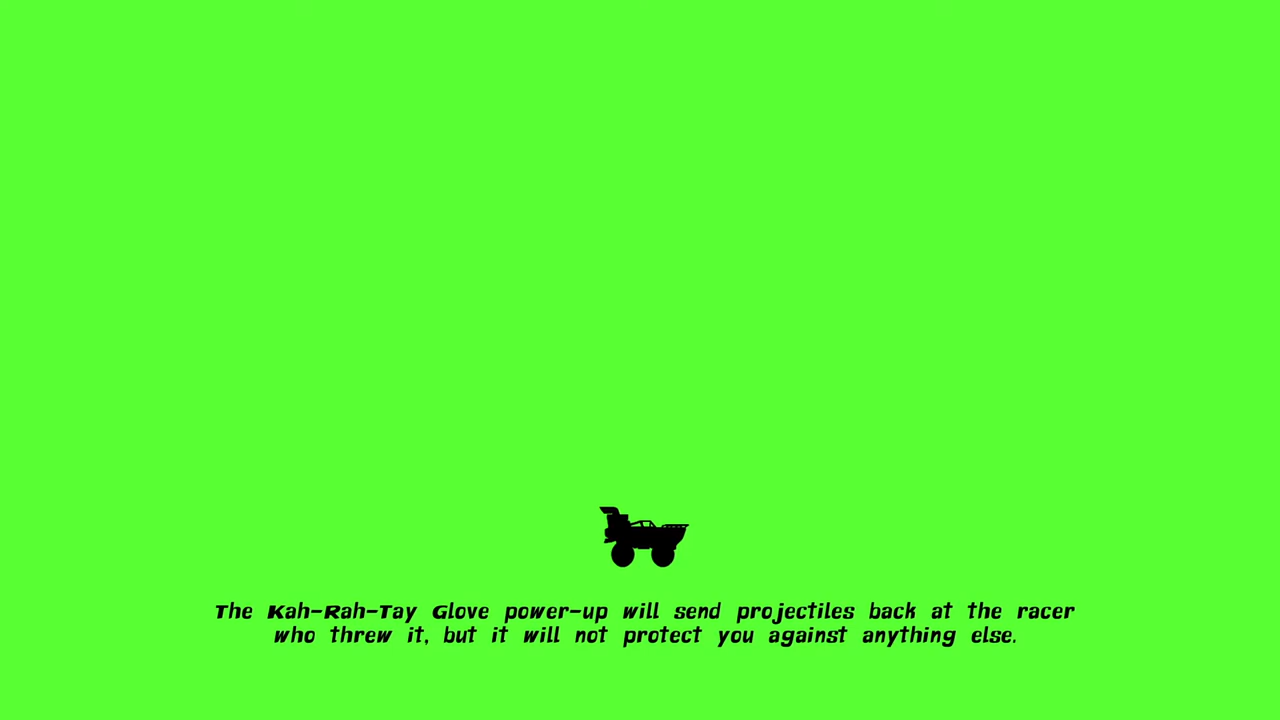 The Kah-Rah-Tay Glove power-up will send projectiles back at the racer
who threw it, but it will not protect you against anything else.